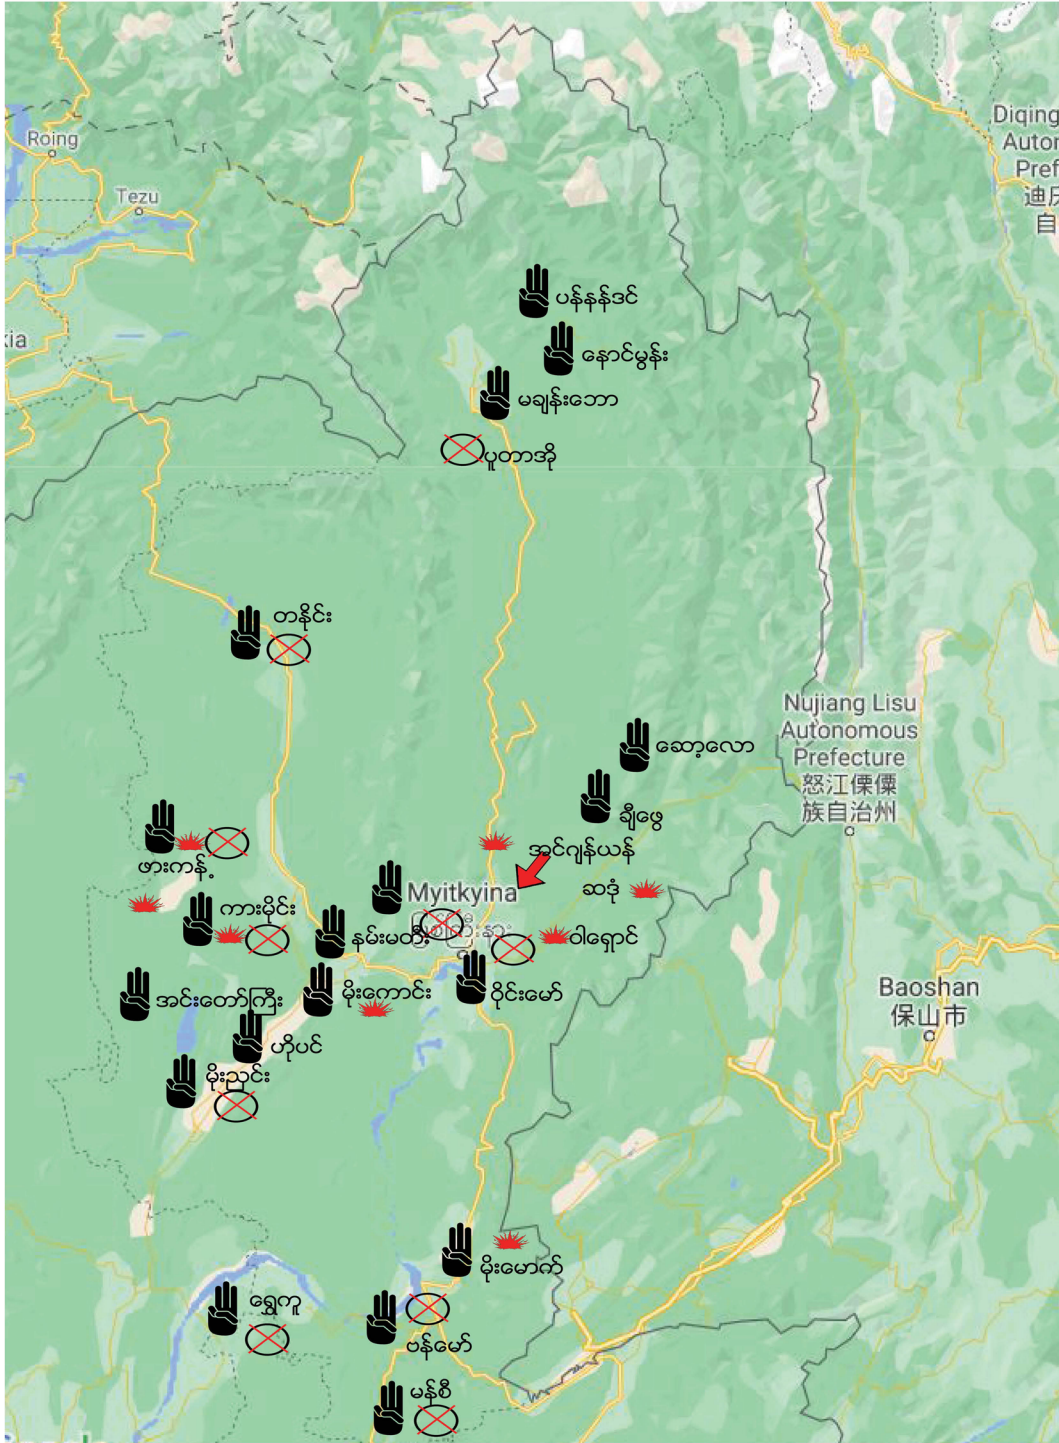 Roing
Tezu
Diqing
Autor
Pref
迪庆
自
kia
ပန်နန်ဒင်
နောင်မွန်း
မချမ်းဘော
ပူတာအို
တနိုင်း
Nujiang Lisu
Autonomous
Prefecture
怒江傈僳
族自治州
ဆော့လော
ချီဖွေ
အင်ဂျန်ယန်
ဖားကန့်
Myitkyina
ဆဒုံ
ကားမိုင်း
နမ်းမတီး
ဝါရှောင်
အင်းတော်ကြီး
မိုးကောင်း
ဝိုင်းမော်
Baoshan
保山市
ဟိုပင်
မိုးညှင်း
မိုးမောက်
ရွှေကူ
ဗန်မော်
မန်စီ